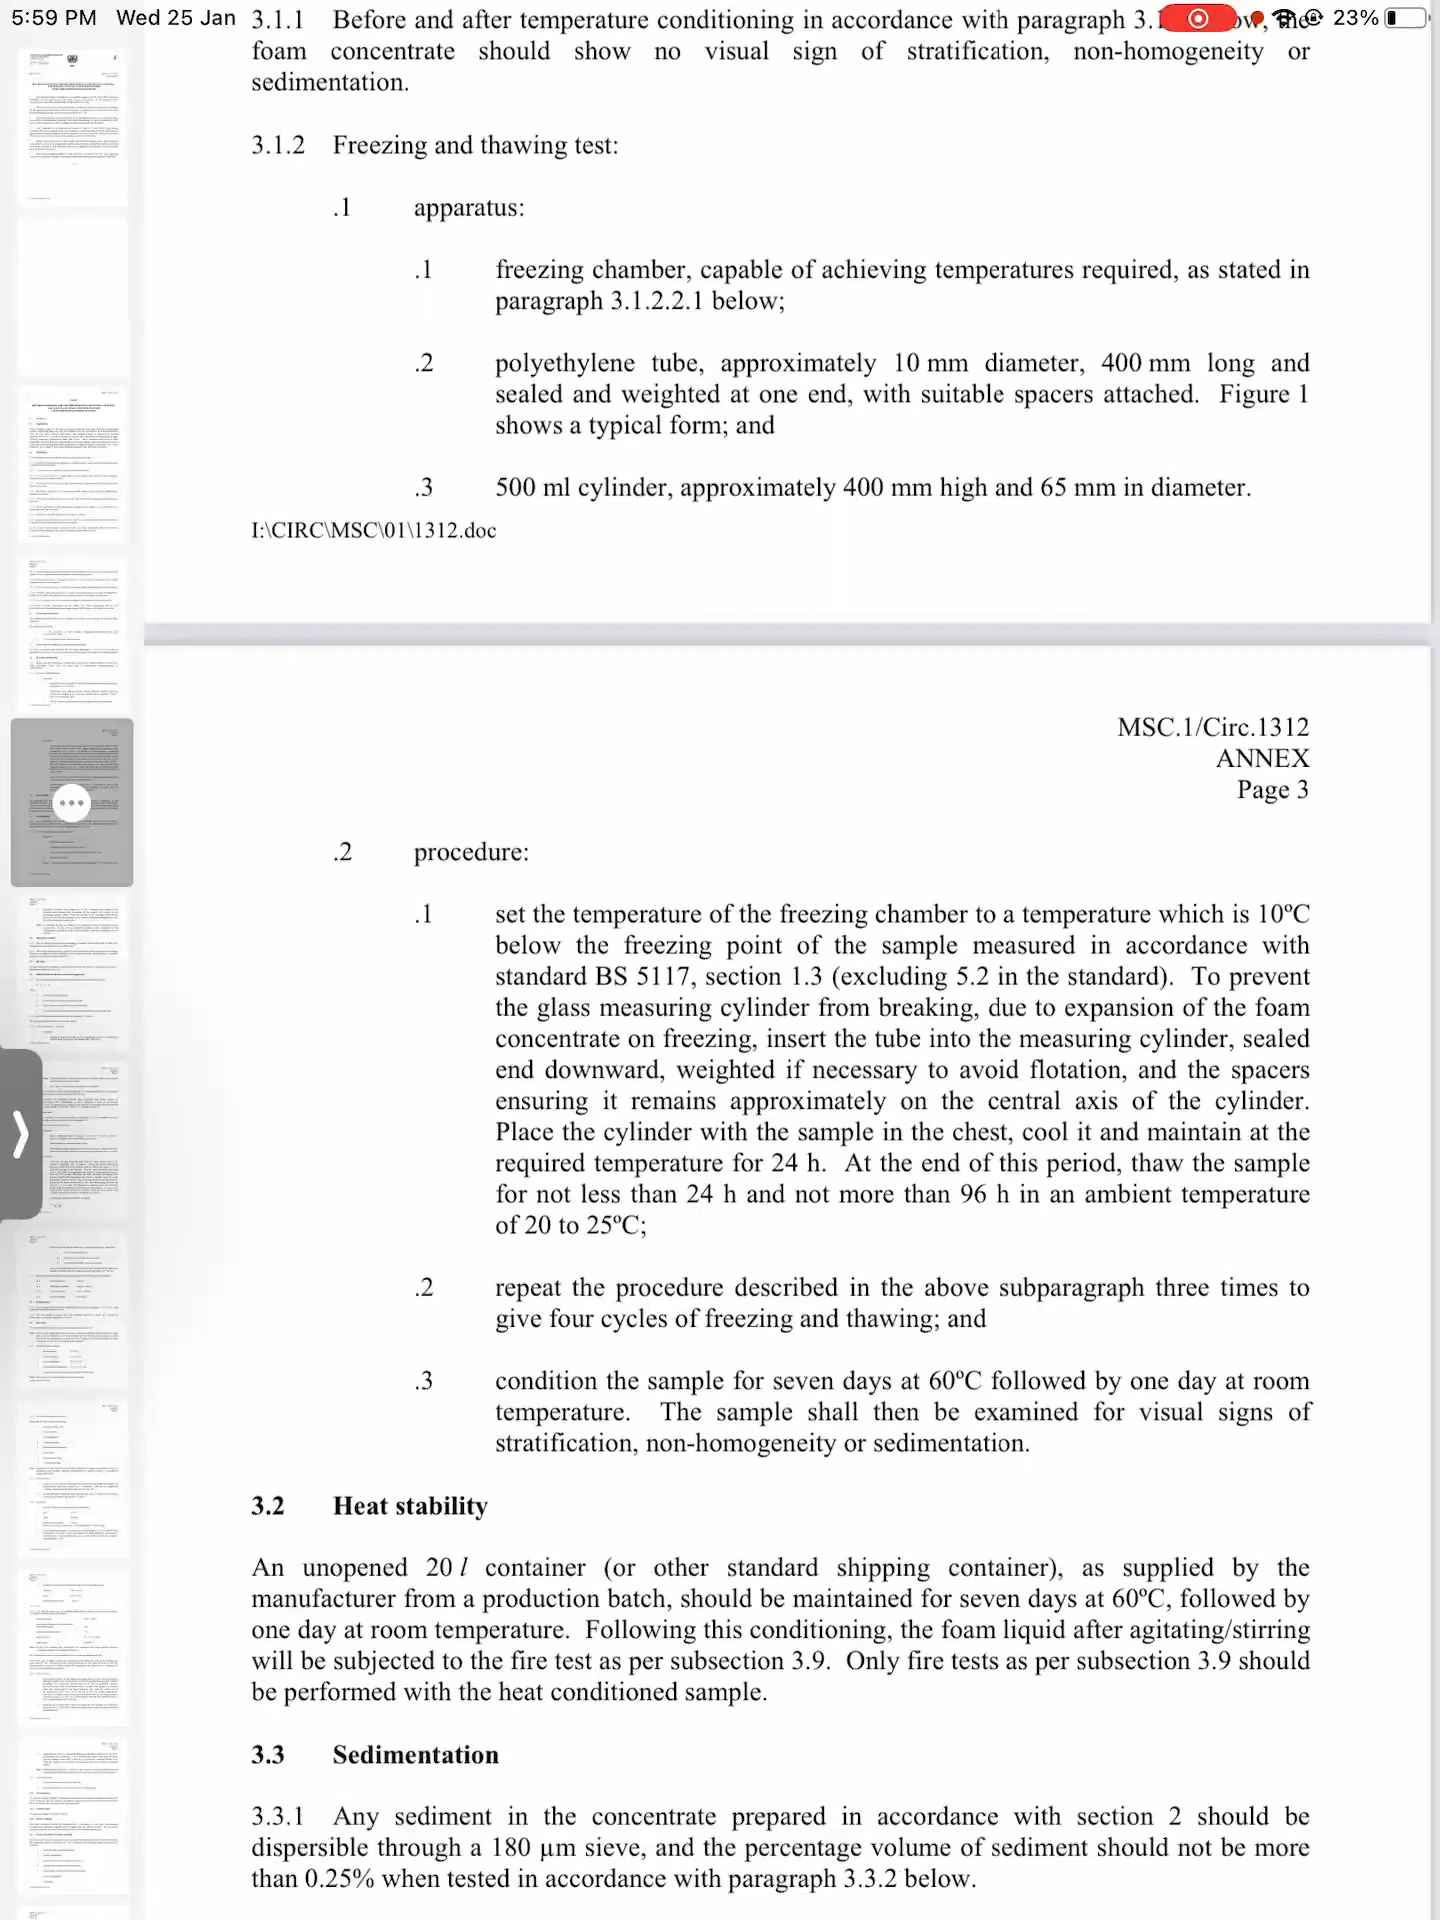 5:59 PM Wed 25 Jan
23%
3.1.1 Before and after temperature conditioning in accordance with paragraph 3.
foam concentrate should show no visual sign of stratification, non-homogeneity or
sedimentation.
3.1.2 Freezing and thawing test:
.1 apparatus:
.1 freezing chamber, capable of achieving temperatures required, as stated in
paragraph 3.1.2.2.1 below;
.2 polyethylene tube, approximately 10 mm diameter, 400 mm long and
sealed and weighted at one end, with suitable spacers attached. Figure 1
shows a typical form; and
.3 500 ml cylinder, approximately 400 mm high and 65 mm in diameter.
I:\CIRC\MSC\01\1312.doc
MSC.1/Circ.1312
ANNEX
Page 3
.2 procedure:
.1 set the temperature of the freezing chamber to a temperature which is 10ºC
below the freezing point of the sample measured in accordance with
standard BS 5117, section 1.3 (excluding 5.2 in the standard). To prevent
the glass measuring cylinder from breaking, due to expansion of the foam
concentrate on freezing, insert the tube into the measuring cylinder, sealed
end downward, weighted if necessary to avoid flotation, and the spacers
ensuring it remains approximately on the central axis of the cylinder.
Place the cylinder with the sample in the chest, cool it and maintain at the
required temperature for 24 h. At the end of this period, thaw the sample
for not less than 24 h and not more than 96 h in an ambient temperature
of 20 to 25ºC;
.2 repeat the procedure described in the above subparagraph three times to
give four cycles of freezing and thawing; and
.3 condition the sample for seven days at 60ºC followed by one day at room
temperature. The sample shall then be examined for visual signs of
stratification, non-homogeneity or sedimentation.
3.2 Heat stability
An unopened 20 l container (or other standard shipping container), as supplied by the
manufacturer from a production batch, should be maintained for seven days at 60ºC, followed by
one day at room temperature. Following this conditioning, the foam liquid after agitating/stirring
will be subjected to the fire test as per subsection 3.9. Only fire tests as per subsection 3.9 should
be performed with the heat conditioned sample.
3.3 Sedimentation
3.3.1 Any sediment in the concentrate prepared in accordance with section 2 should be
dispersible through a 180 µm sieve, and the percentage volume of sediment should not be more
than 0.25% when tested in accordance with paragraph 3.3.2 below.